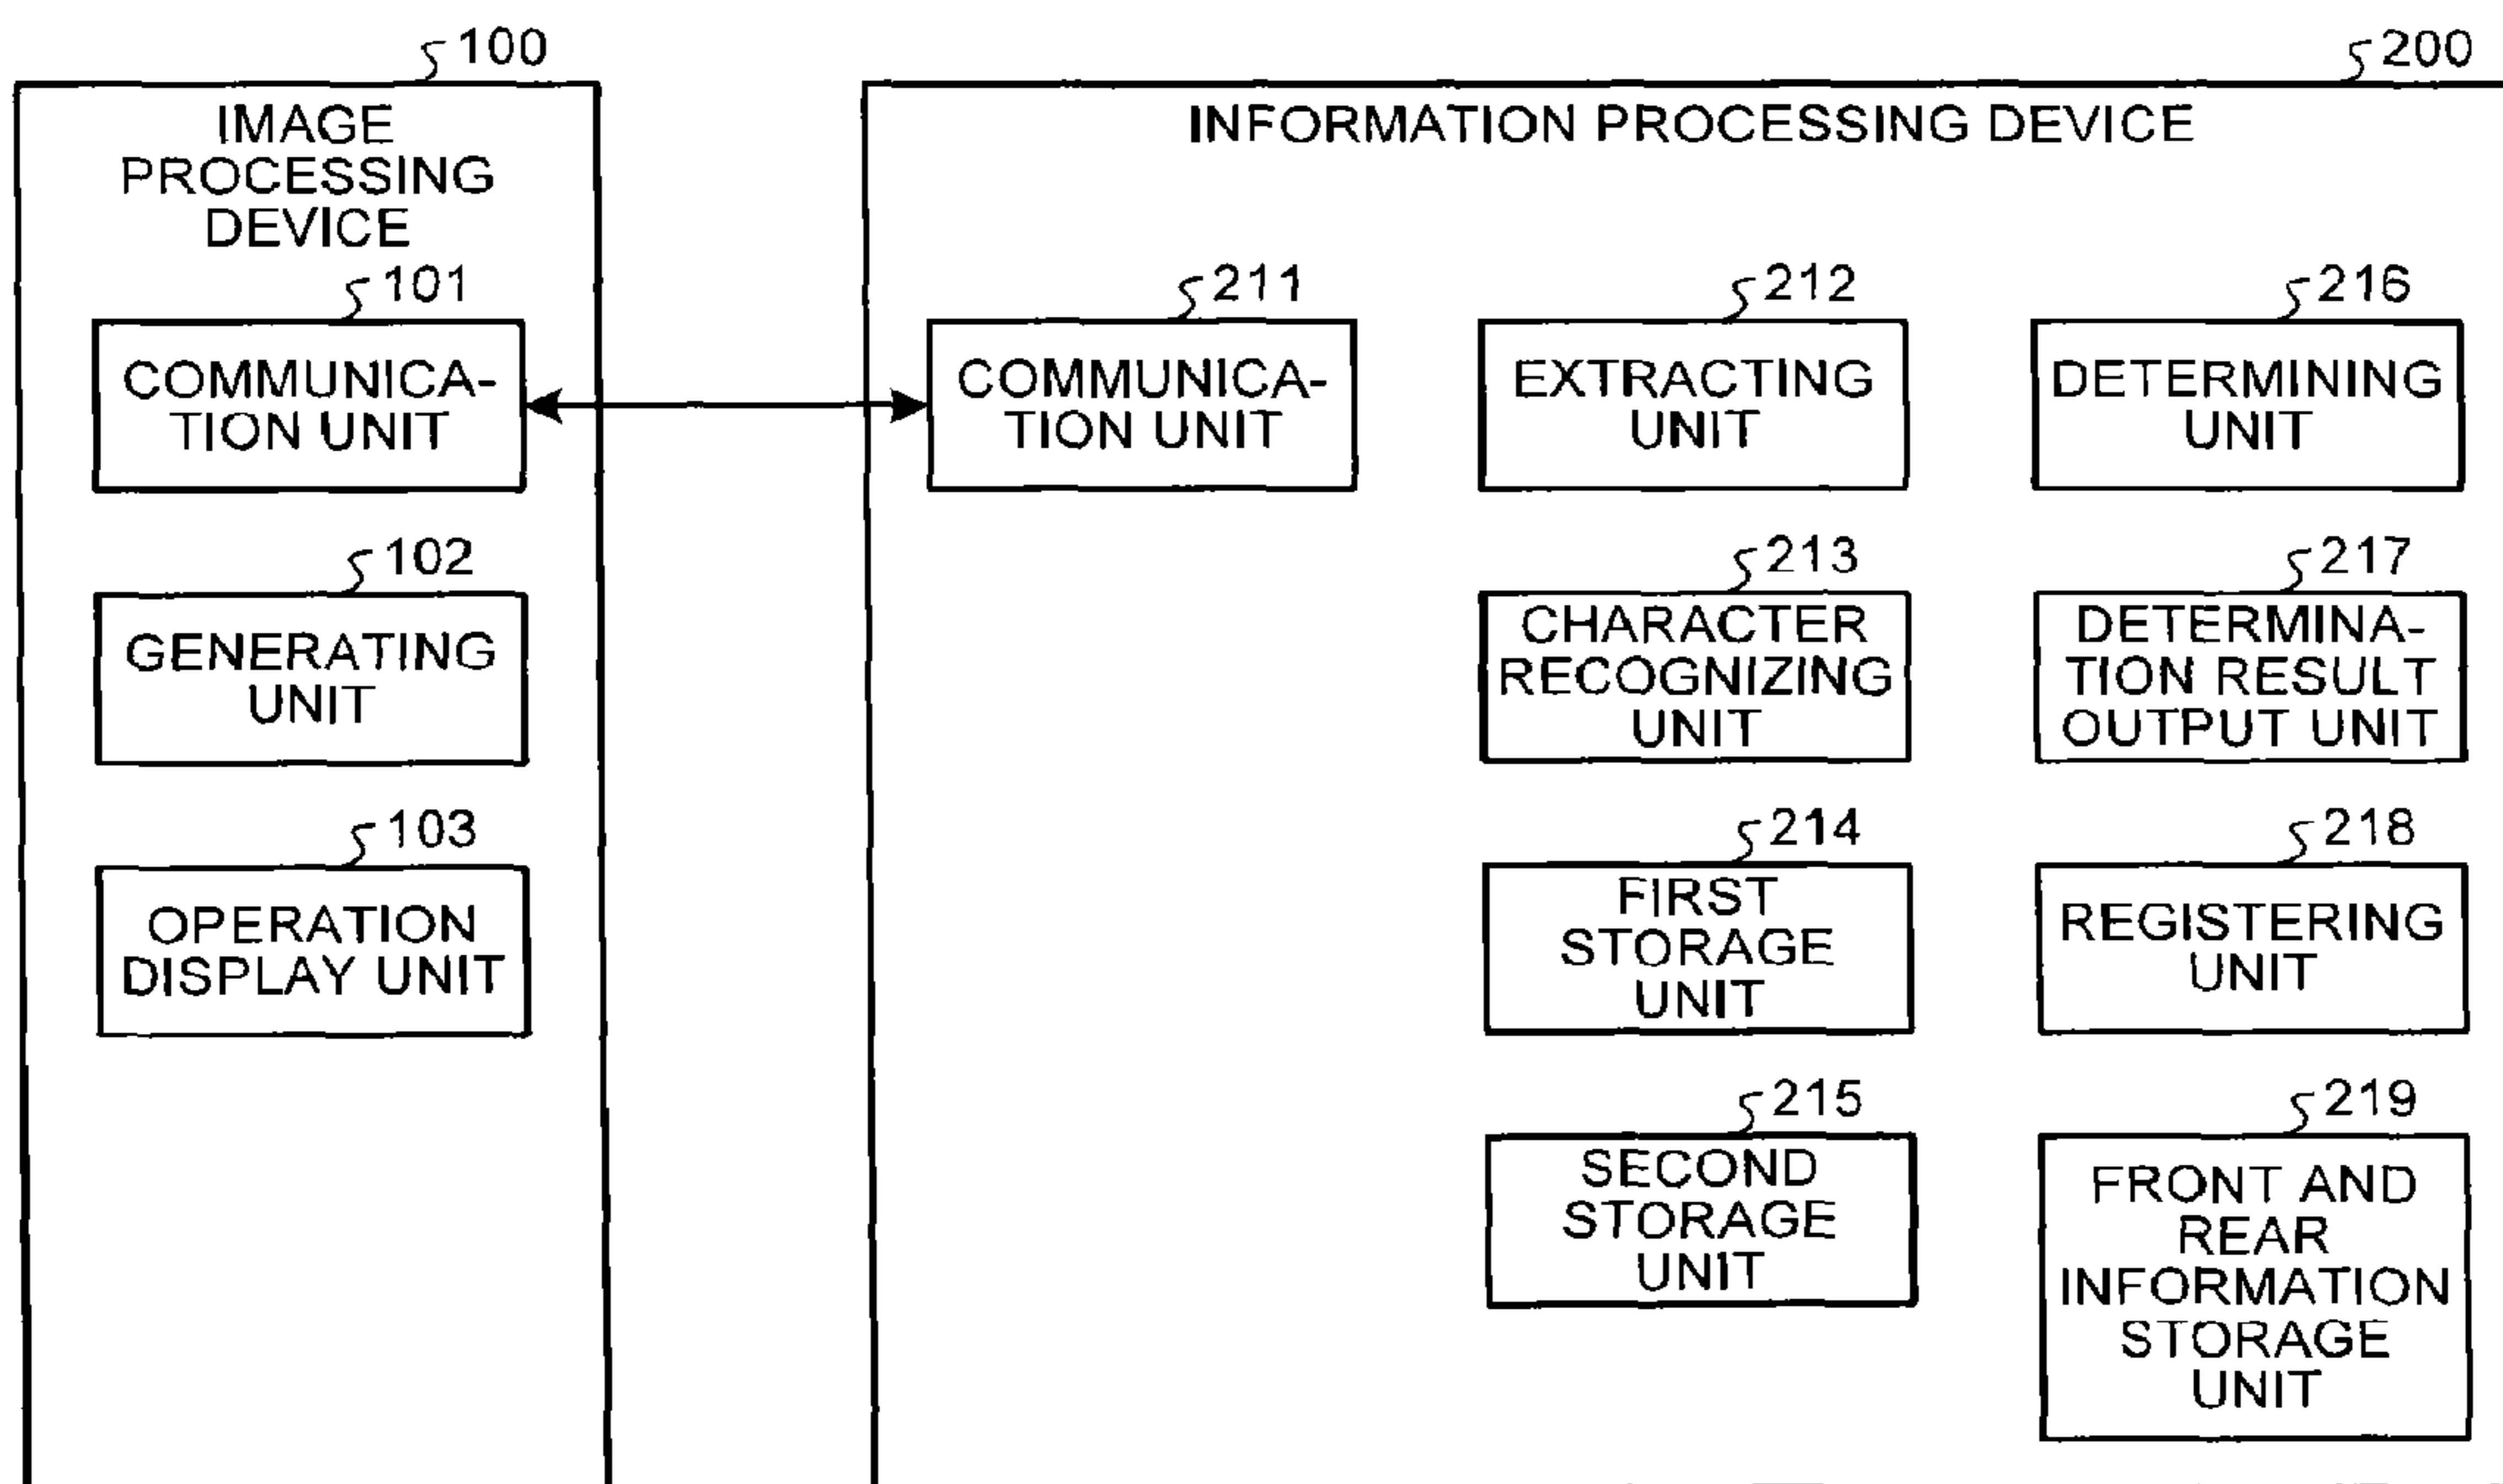 100
IMAGE
PROCESSING
DEVICE
101
COMMUNICA-
TION UNIT
102
GENERATING
UNIT
103
OPERATION
DISPLAY UNIT
200
INFORMATION PROCESSING DEVICE
211
COMMUNICA-
TION UNIT
212
EXTRACTING
UNIT
213
CHARACTER
RECOGNIZING
UNIT
214
FIRST
STORAGE
UNIT
215
SECOND
STORAGE
UNIT
216
DETERMINING
UNIT
217
DETERMINA-
TION RESULT
OUTPUT UNIT
218
REGISTERING
UNIT
219
FRONT AND
REAR
INFORMATION
STORAGE
UNIT